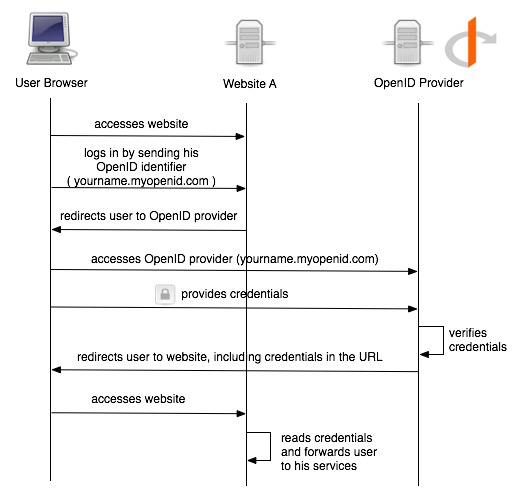 User Browser
Website A
OpenID Provider
accesses website
logs in by sending his
OpenID identifier
( yourname.myopenid.com )
redirects user to OpenID provider
accesses OpenID provider (yourname.myopenid.com)
provides credentials
verifies
credentials
redirects user to website, including credentials in the URL
accesses website
reads credentials
and forwards user
to his services